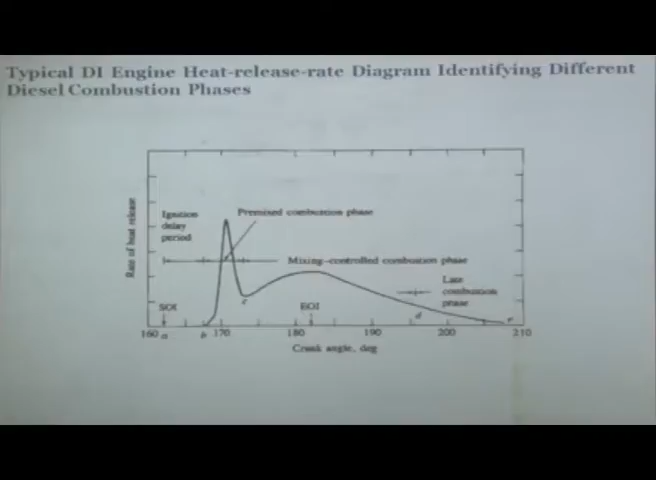 Typical DI Engine Heat-release-rate Diagram Identifying Different
Diesel Combustion Phases
Ignition
delay
period
Premixed combustion phase
Mixing-controlled combustion phase
Late
combustion
phase
Rate of heat release
SOI
EOI
c
d
e
160 a b 170 180 190 200 210
Crank angle, deg